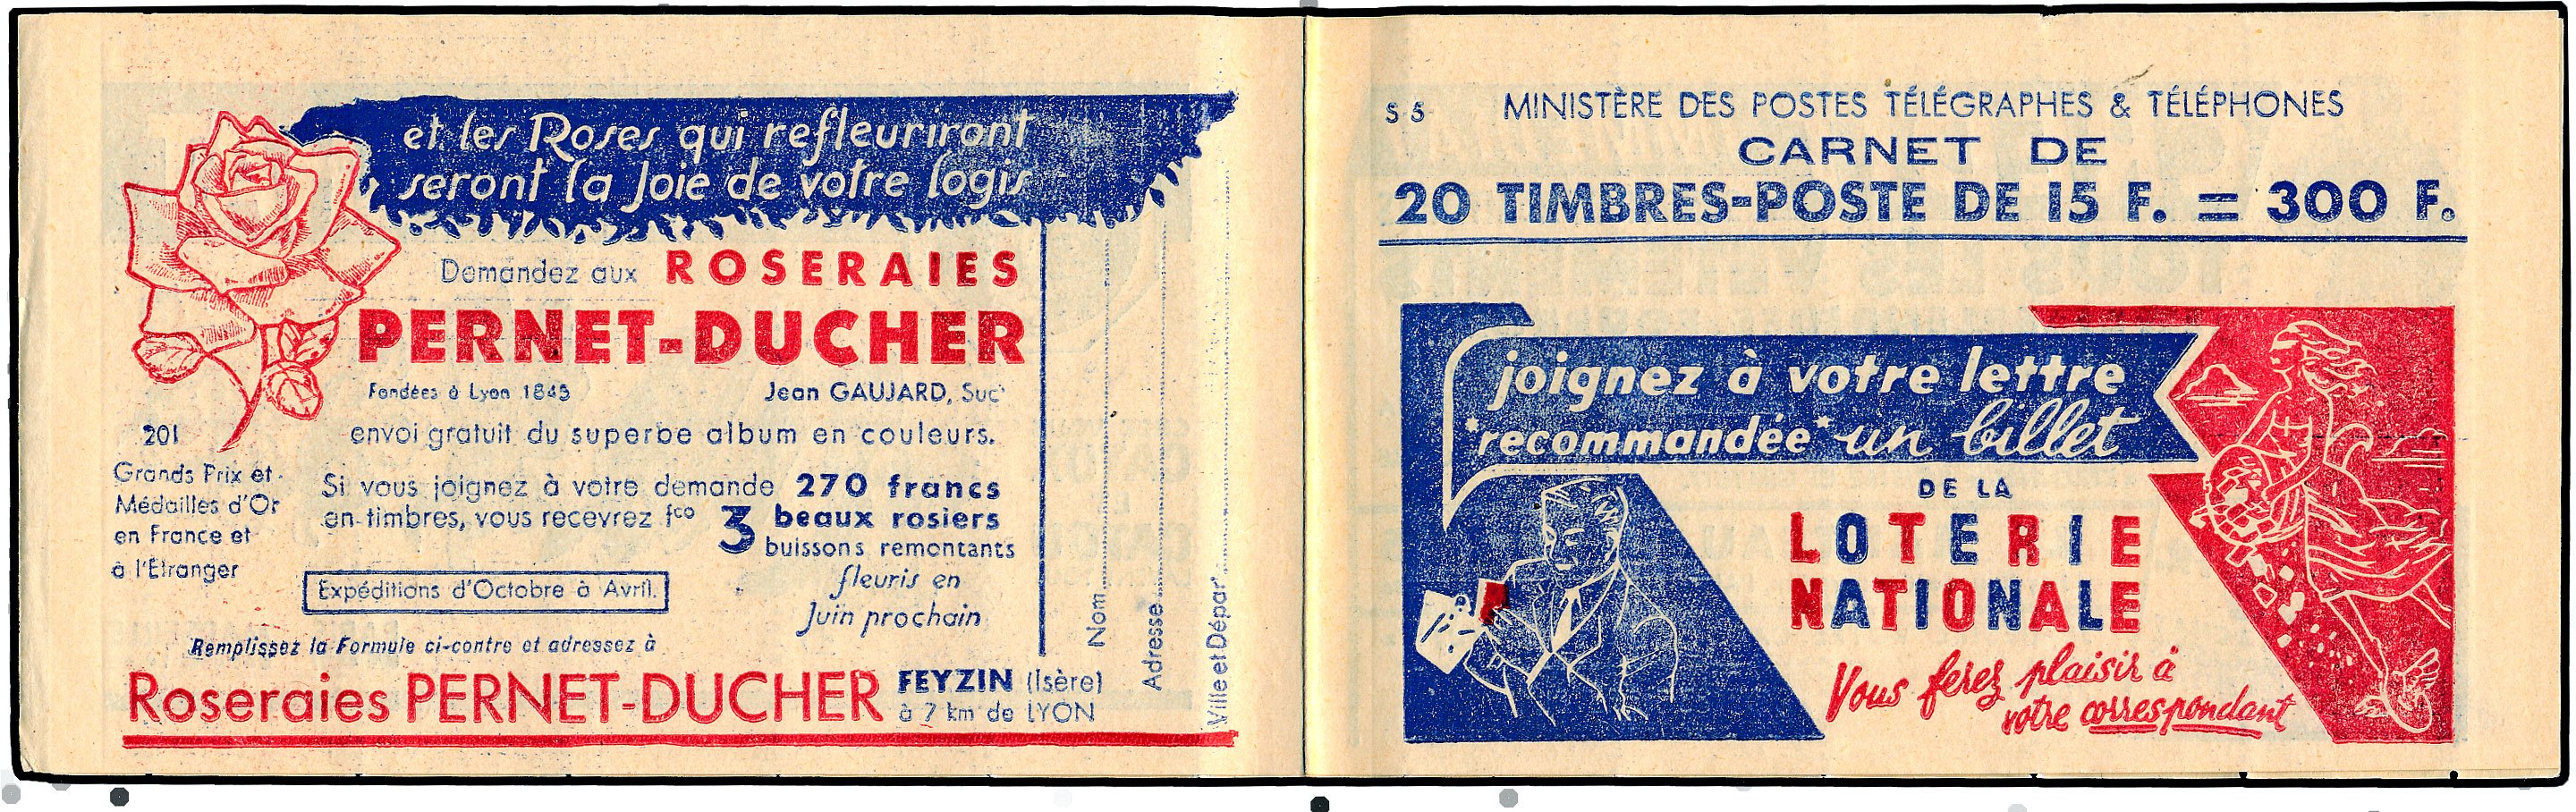 et les Roses qui refleuriront
seront la Joie de votre logis
Demandez aux ROSERAIES
PERNET-DUCHER
Fondées à Lyon 1845 Jean GAUJARD, Sucʳ
envoi gratuit du superbe album en couleurs.
201
Grands Prix et
Médailles d'Or
en France et
à l'Étranger
Si vous joignez à votre demande 270 francs
en timbres, vous recevrez fco 3 beaux rosiers
buissons remontants
fleuris en
Juin prochain
Expéditions d'Octobre à Avril.
Remplissez la Formule ci-contre et adressez à
Roseraies PERNET-DUCHER FEYZIN (Isère)
à 7 km de LYON
Nom
Adresse
Ville et Dépar'
S 5 MINISTÈRE DES POSTES TÉLÉGRAPHES & TÉLÉPHONES
CARNET DE
20 TIMBRES-POSTE DE 15 F. = 300 F.
joignez à votre lettre
"recommandée" un billet
DE LA
LOTERIE
NATIONALE
Vous ferez plaisir à
votre correspondant